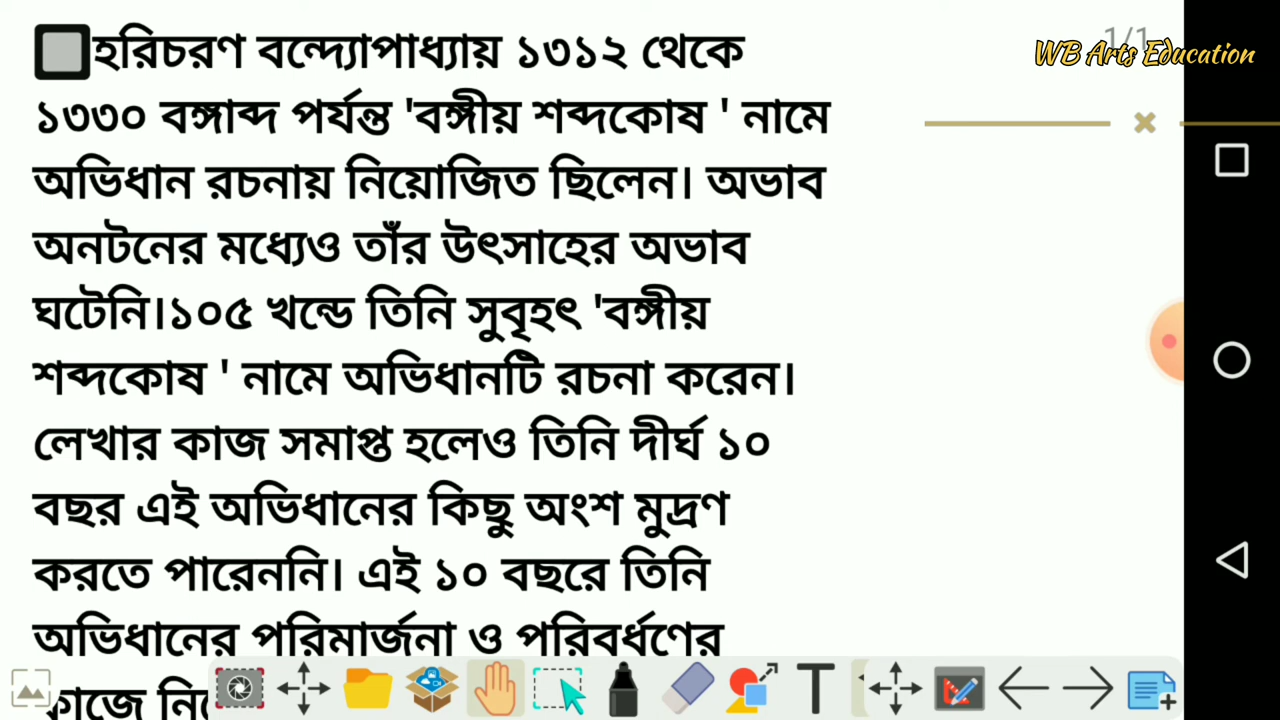 হরিচরণ বন্দ্যোপাধ্যায় ১৩১২ থেকে
১৩৩০ বঙ্গাব্দ পর্যন্ত 'বঙ্গীয় শব্দকোষ ' নামে
অভিধান রচনায় নিয়োজিত ছিলেন। অভাব
অনটনের মধ্যেও তাঁর উৎসাহের অভাব
ঘটেনি।১০৫ খন্ডে তিনি সুবৃহৎ 'বঙ্গীয়
শব্দকোষ ' নামে অভিধানটি রচনা করেন।
লেখার কাজ সমাপ্ত হলেও তিনি দীর্ঘ ১০
বছর এই অভিধানের কিছু অংশ মুদ্রণ
করতে পারেননি। এই ১০ বছরে তিনি
অভিধানের পরিমার্জনা ও পরিবর্ধণের
কাজে
1/1
WB Arts Education
T